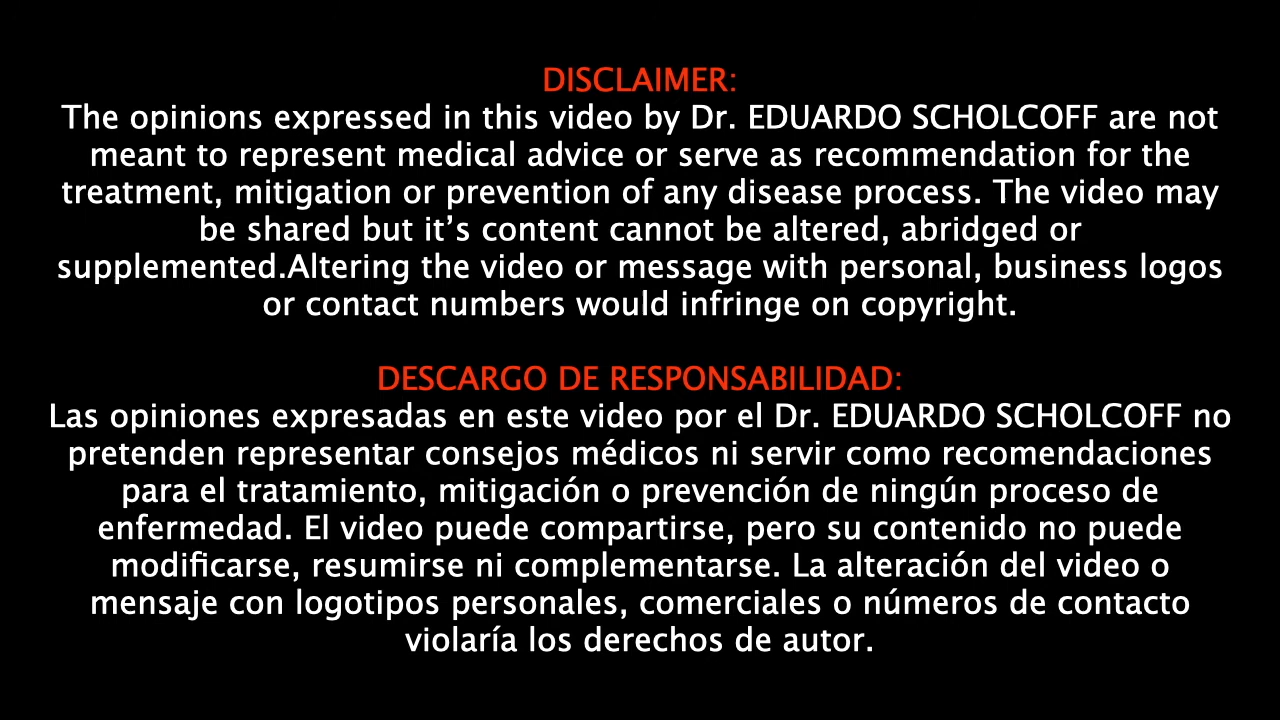 DISCLAIMER:
The opinions expressed in this video by Dr. EDUARDO SCHOLCOFF are not
meant to represent medical advice or serve as recommendation for the
treatment, mitigation or prevention of any disease process. The video may
be shared but it’s content cannot be altered, abridged or
supplemented.Altering the video or message with personal, business logos
or contact numbers would infringe on copyright.
DESCARGO DE RESPONSABILIDAD:
Las opiniones expresadas en este video por el Dr. EDUARDO SCHOLCOFF no
pretenden representar consejos médicos ni servir como recomendaciones
para el tratamiento, mitigación o prevención de ningún proceso de
enfermedad. El video puede compartirse, pero su contenido no puede
modificarse, resumirse ni complementarse. La alteración del video o
mensaje con logotipos personales, comerciales o números de contacto
violaría los derechos de autor.